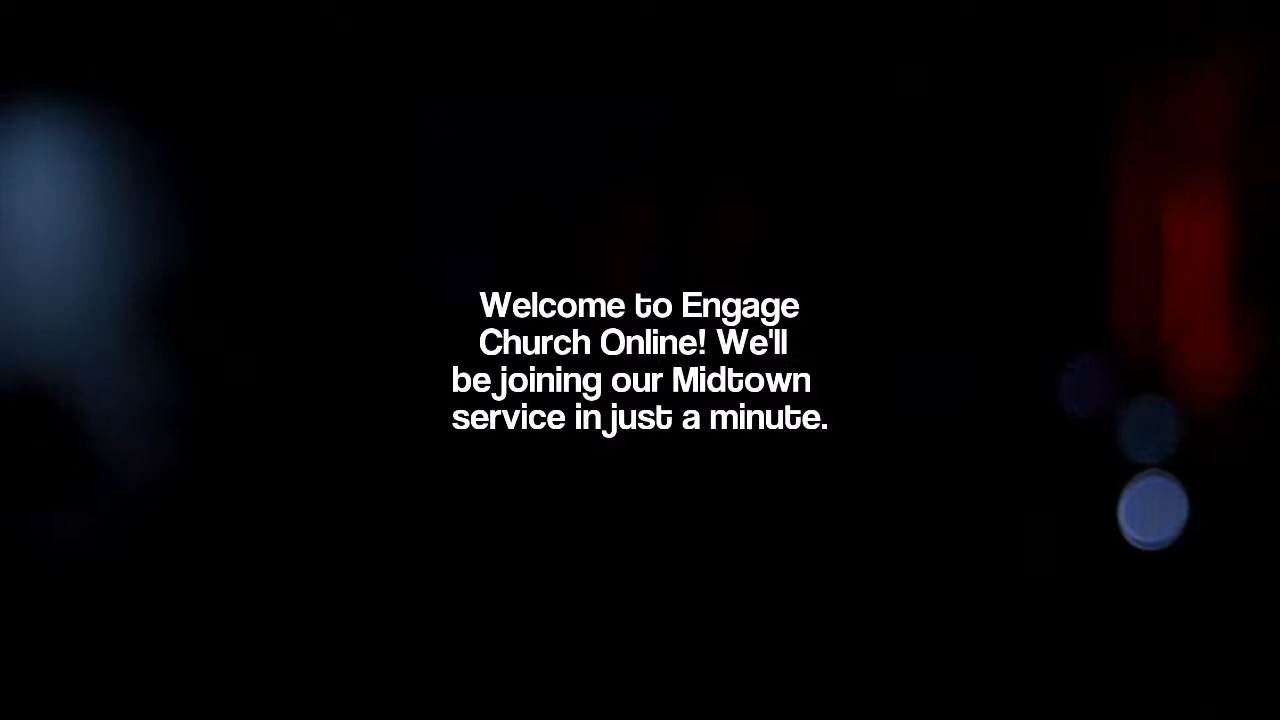 Welcome to Engage
Church Online! We'll
be joining our Midtown
service in just a minute.